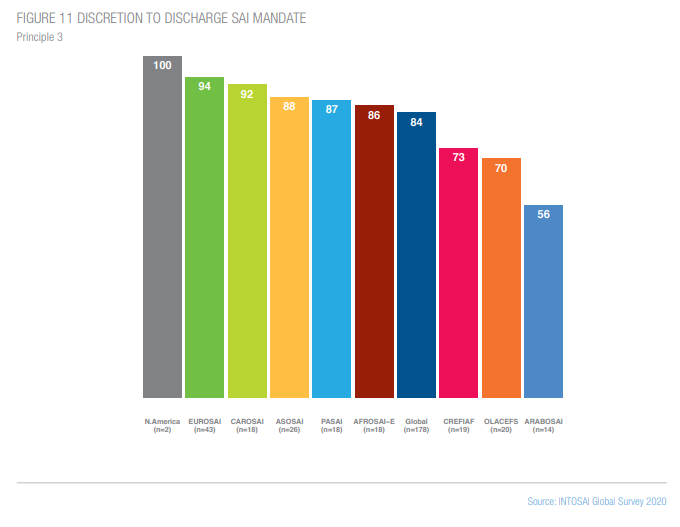 FIGURE 11 DISCRETION TO DISCHARGE SAI MANDATE
Principle 3
100
94
92
88
87
86
84
73
70
56
N.America EUROSAI CAROSAI ASOSAI PASAI AFROSAI–E Global CREFIAF OLACEFS ARABOSAI
(n=2) (n=43) (n=18) (n=26) (n=18) (n=18) (n=178) (n=19) (n=20) (n=14)
Source: INTOSAI Global Survey 2020